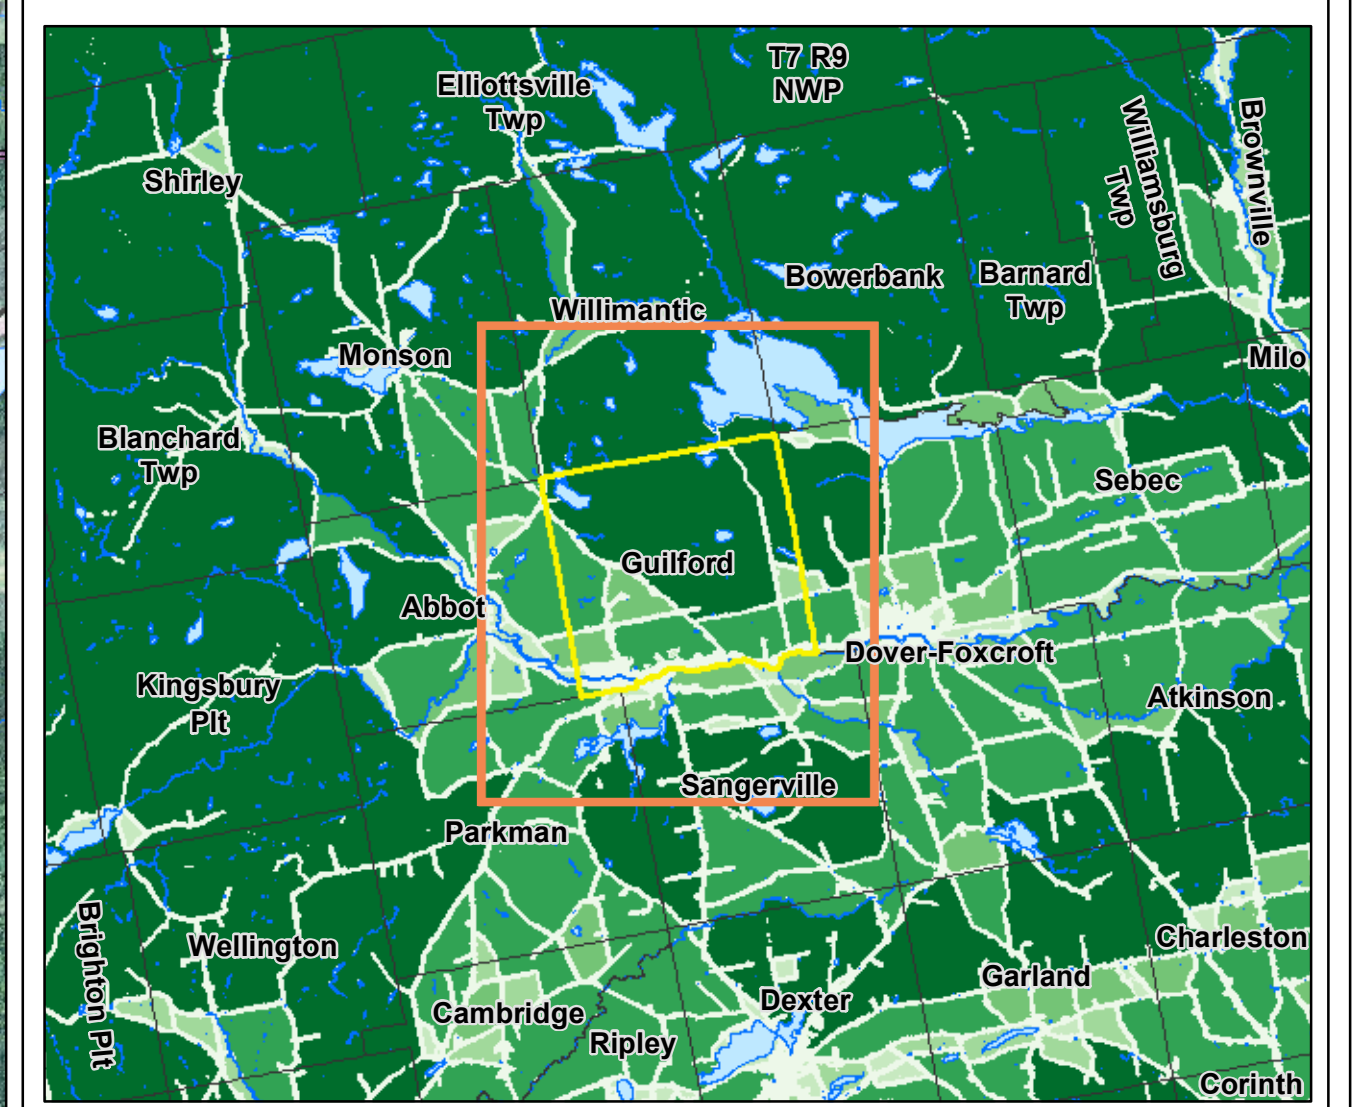 T7 R9
NWP
Elliottsville
Twp
Williamsburg
Twp
Brownville
Shirley
Bowerbank
Barnard
Twp
Willimantic
Monson
Milo
Blanchard
Twp
Sebec
Guilford
Abbot
Dover-Foxcroft
Kingsbury
Plt
Atkinson
Sangerville
Parkman
Brighton Plt
Wellington
Charleston
Garland
Cambridge
Dexter
Ripley
Corinth